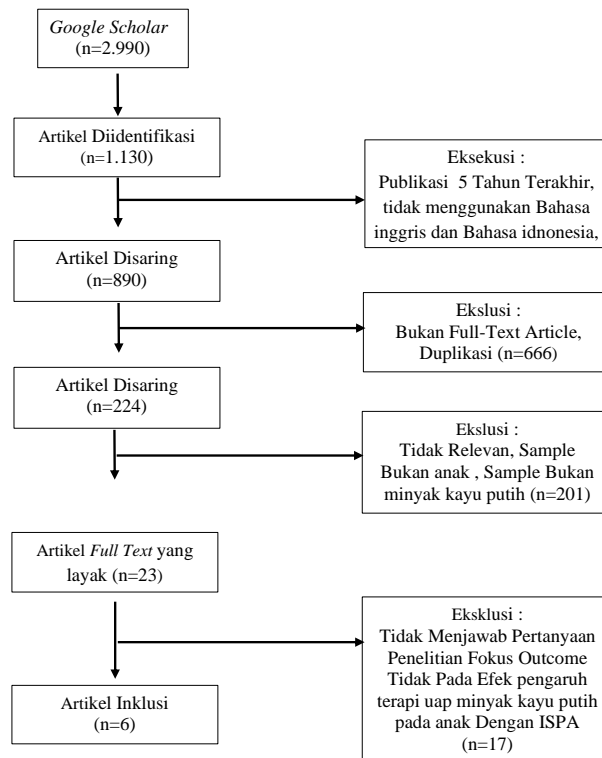 Google Scholar
(n=2.990)
Artikel Diidentifikasi
(n=1.130)
Eksekusi :
Publikasi 5 Tahun Terakhir,
tidak menggunakan Bahasa
inggris dan Bahasa idnonesia,
Artikel Disaring
(n=890)
Ekslusi :
Bukan Full-Text Article,
Duplikasi (n=666)
Artikel Disaring
(n=224)
Ekslusi :
Tidak Relevan, Sample
Bukan anak , Sample Bukan
minyak kayu putih (n=201)
Artikel Full Text yang
layak (n=23)
Eksklusi :
Tidak Menjawab Pertanyaan
Penelitian Fokus Outcome
Tidak Pada Efek pengaruh
terapi uap minyak kayu putih
pada anak Dengan ISPA
(n=17)
Artikel Inklusi
(n=6)